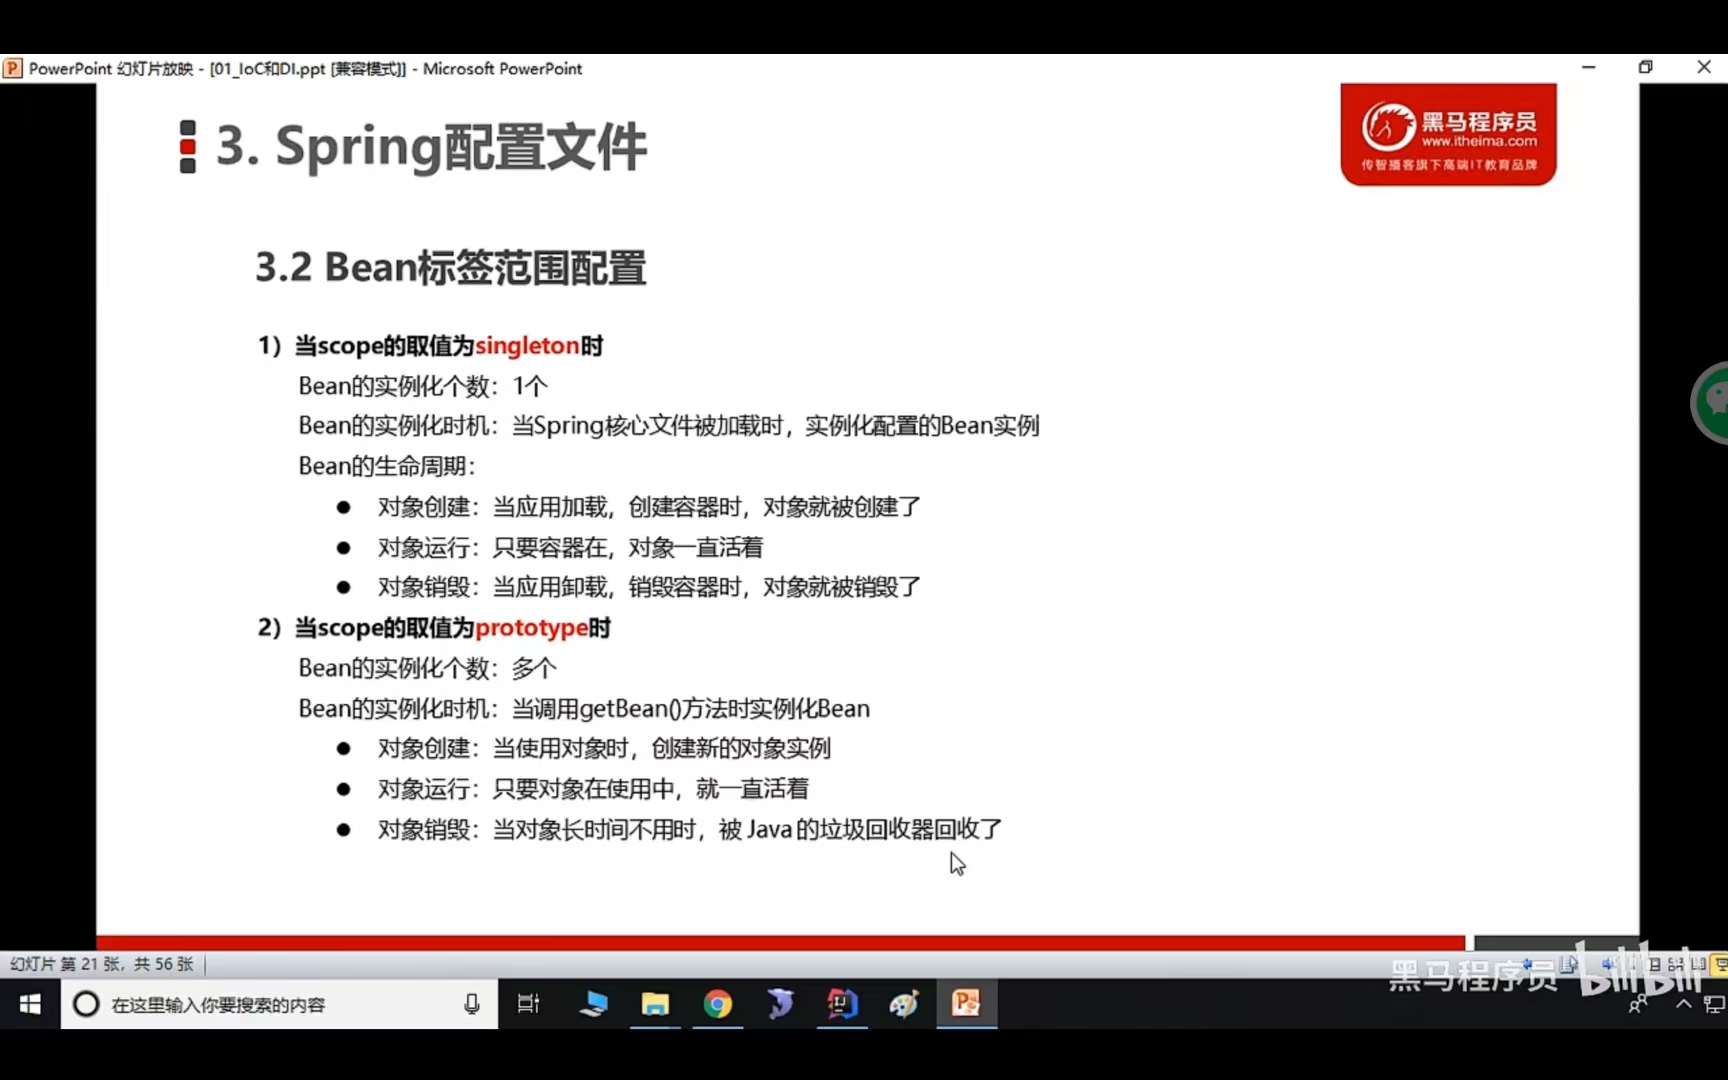 PowerPoint 幻灯片放映 - [01_IoC和DI.ppt [兼容模式]] - Microsoft PowerPoint
黑马程序员
www.itheima.com
传智播客旗下高端IT教育品牌
3. Spring配置文件
3.2 Bean标签范围配置
1）当scope的取值为singleton时
Bean的实例化个数：1个
Bean的实例化时机：当Spring核心文件被加载时，实例化配置的Bean实例
Bean的生命周期：
● 对象创建：当应用加载，创建容器时，对象就被创建了
● 对象运行：只要容器在，对象一直活着
● 对象销毁：当应用卸载，销毁容器时，对象就被销毁了
2）当scope的取值为prototype时
Bean的实例化个数：多个
Bean的实例化时机：当调用getBean()方法时实例化Bean
● 对象创建：当使用对象时，创建新的对象实例
● 对象运行：只要对象在使用中，就一直活着
● 对象销毁：当对象长时间不用时，被 Java 的垃圾回收器回收了
幻灯片 第 21 张，共 56 张
黑马程序员 bilibili
在这里输入你要搜索的内容